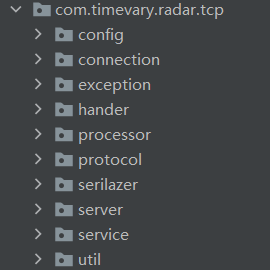 com.timevary.radar.tcp
config
connection
exception
hander
processor
protocol
serilazer
server
service
util